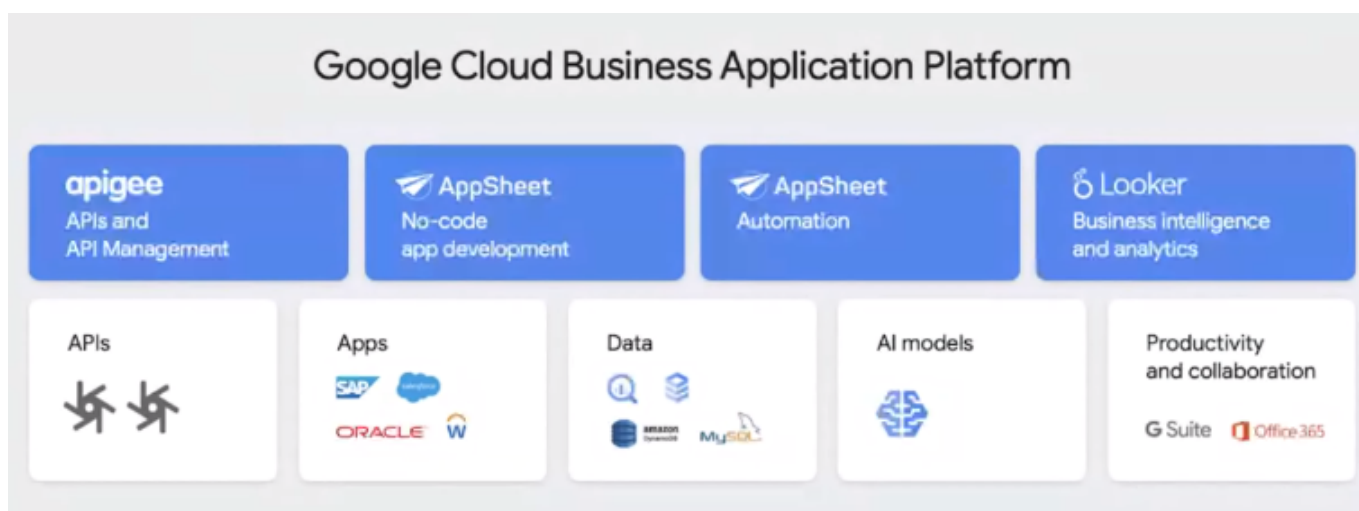 Google Cloud Business Application Platform
apigee
APIs and
API Management
AppSheet
No-code
app development
AppSheet
Automation
Looker
Business intelligence
and analytics
APIs
Apps
SAP
salesforce
ORACLE
W
Data
amazon
DynamoDB
MySQL
AI models
Productivity
and collaboration
G Suite
Office 365